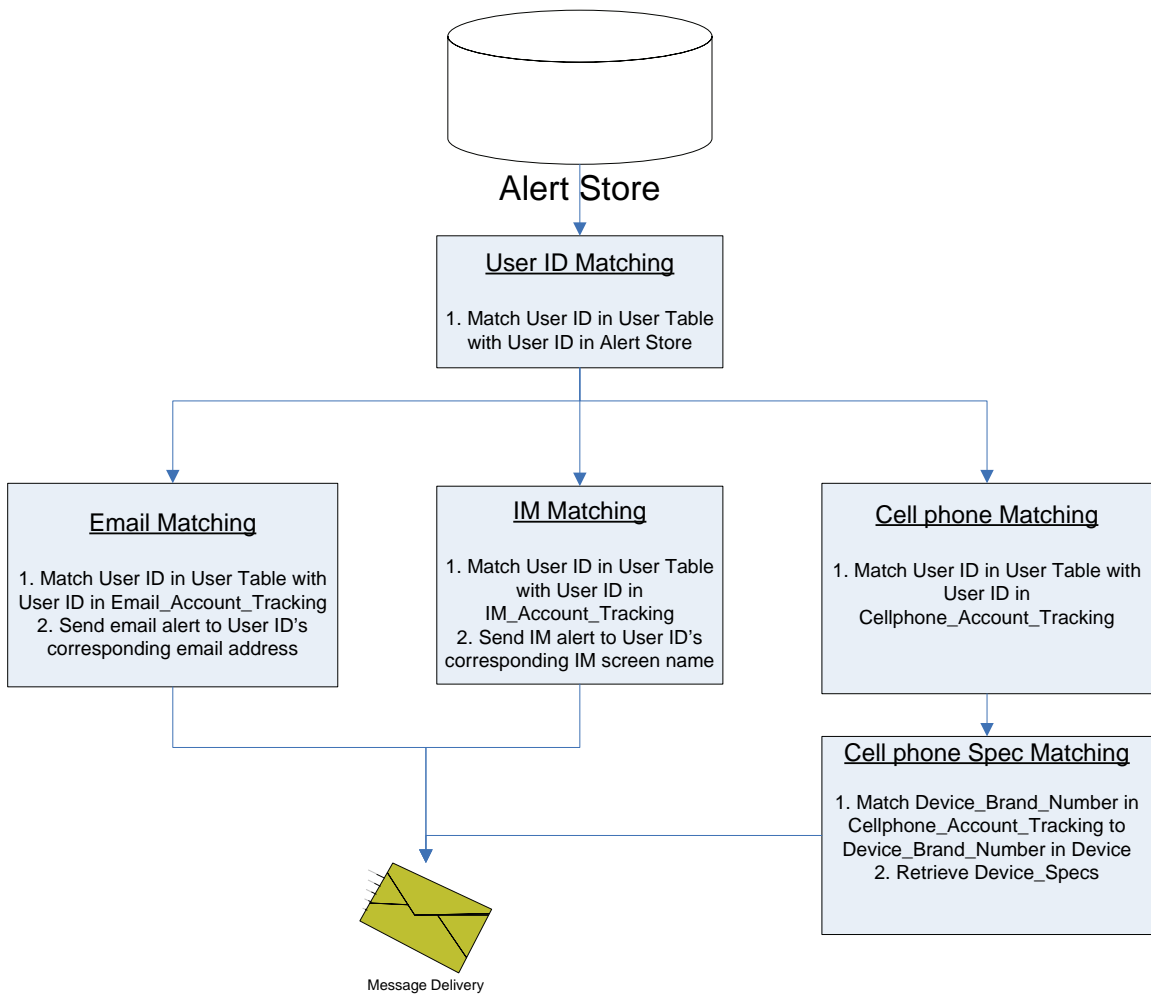 Alert Store
User ID Matching
1. Match User ID in User Table
with User ID in Alert Store
Email Matching
1. Match User ID in User Table with
User ID in Email_Account_Tracking
2. Send email alert to User ID’s
corresponding email address
IM Matching
1. Match User ID in User Table
with User ID in
IM_Account_Tracking
2. Send IM alert to User ID’s
corresponding IM screen name
Cell phone Matching
1. Match User ID in User Table with
User ID in
Cellphone_Account_Tracking
Cell phone Spec Matching
1. Match Device_Brand_Number in
Cellphone_Account_Tracking to
Device_Brand_Number in Device
2. Retrieve Device_Specs
Message Delivery